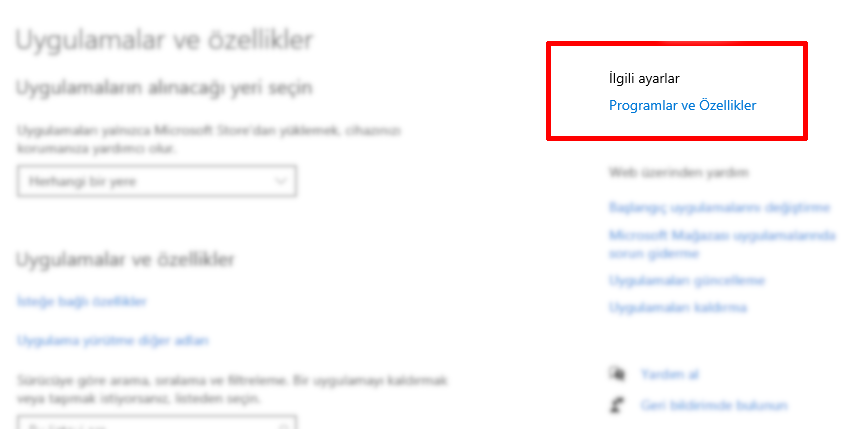 Uygulamalar ve özellikler
Uygulamaların alınacağı yeri seçin
Uygulamaları yalnızca Microsoft Store'dan yüklemek, cihazınızı
korumanıza yardımcı olur.
Herhangi bir yere
Uygulamalar ve özellikler
İsteğe bağlı özellikler
Uygulama yürütme diğer adları
Sürücüye göre arama, sıralama ve filtreleme. Bir uygulamayı kaldırmak
veya taşımak istiyorsanız, listeden seçin.
İlgili ayarlar
Programlar ve Özellikler
Web üzerinden yardım
Başlangıç uygulamalarını değiştirme
Microsoft Mağazası uygulamalarında
sorun giderme
Uygulamaları güncelleme
Uygulamaları kaldırma
Yardım al
Geri bildirimde bulunun